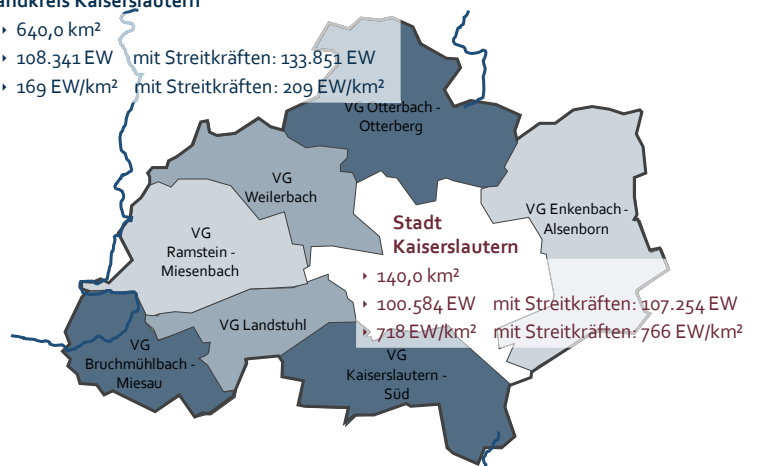 andkreis Kaiserslautern
‣ 640,0 km²
‣ 108.341 EW mit Streitkräften: 133.851 EW
‣ 169 EW/km² mit Streitkräften: 209 EW/km²
VG Otterbach -
Otterberg
VG
Weilerbach
VG Enkenbach -
Alsenborn
VG
Ramstein -
Miesenbach
Stadt
Kaiserslautern
‣ 140,0 km²
‣ 100.584 EW mit Streitkräften: 107.254 EW
‣ 718 EW/km² mit Streitkräften: 766 EW/km²
VG Landstuhl
VG
Bruchmühlbach -
Miesau
VG
Kaiserslautern -
Süd